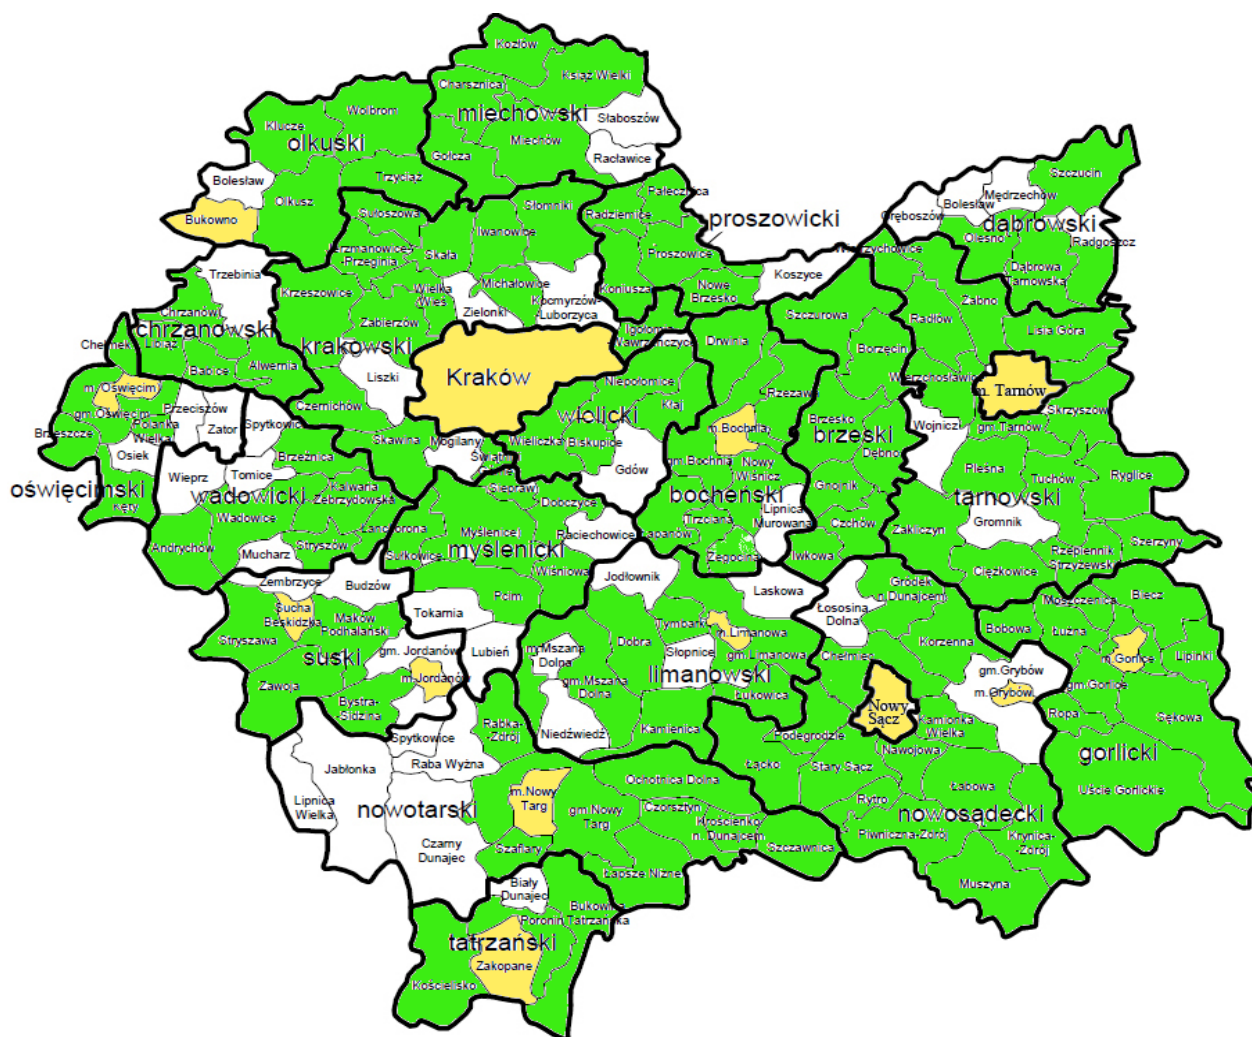 Kozłów
Książ Wielki
Charsznica
miechowski
Słaboszów
Miechów
Racławice
Gołcza
Wolbrom
Klucze
olkuski
Trzyciąż
Bolesław
Olkusz
Bukowno
Szczucin
Mędrzechów
Bolesław
Gręboszów
dąbrowski
Radgoszcz
Olesno
Dąbrowa
Tarnowska
Pałecznica
Radziemice
proszowicki
Proszowice
Koszyce
Nowe
Brzesko
Koniusza
Słomniki
Sułoszowa
Iwanowice
Jerzmanowice-
-Przeginia
Skała
Trzebinia
Krzeszowice
Wielka
Wieś
Michałowice
Zielonki
Kocmyrzów-
Luborzyca
Zabierzów
Igołomia
Wawrzeńczyce
Chrzanów
chrzanowski
Chełmek
Libiąż
Babice
Alwernia
krakowski
Liszki
Kraków
Czernichów
Skawina
Mogilany
Świątniki
Wietrzychowice
Żabno
Radłów
Lisia Góra
Szczurowa
Borzęcin
Wierzchosławice
m. Tarnów
Skrzyszów
gm.Tarnów
Wojnicz
Drwinia
Niepołomice
Kłaj
Rzezawa
wielicki
Wieliczka
Biskupice
Gdów
m.Bochnia
gm.Bochnia
Nowy
Wiśnicz
bocheński
Lipnica
Murowana
Trzciana
Łapanów
Żegocina
Brzesko
brzeski
Dębno
Gnojnik
Czchów
Iwkowa
Pleśna
Tuchów
Ryglice
tarnowski
Zakliczyn
Gromnik
Rzepiennik
Strzyżewski
Szerzyny
Ciężkowice
m. Oświęcim
gm.Oświęcim
Przeciszów
Polanka
Wielka
Zator
Brzeszcze
Osiek
oświęcimski
Kęty
Spytkowice
Brzeźnica
Wieprz
Tomice
wadowicki
Kalwaria
Zebrzydowska
Wadowice
Lanckorona
Andrychów
Stryszów
Mucharz
Siepraw
Dobczyce
Myślenice
myślenicki
Raciechowice
Sułkowice
Wiśniowa
Pcim
Tokarnia
Lubień
Zembrzyce
Budzów
Sucha
Beskidzka
Maków
Podhalański
Stryszawa
suski
gm. Jordanów
m.Jordanów
Zawoja
Bystra-
-Sidzina
Jodłownik
Laskowa
Tymbark
m.Limanowa
Dobra
Słopnice
gm.Limanowa
limanowski
m.Mszana
Dolna
gm.Mszana
Dolna
Łukowica
Niedźwiedź
Kamienica
Łososina
Dolna
Gródek
n.Dunajcem
Korzenna
Chełmiec
gm.Grybów
m.Grybów
Nowy
Sącz
Kamionka
Wielka
Nawojowa
Podegrodzie
Łącko
Stary Sącz
Łabowa
Rytro
nowosądecki
Piwniczna-Zdrój
Krynica-
-Zdrój
Muszyna
Moszczenica
Biecz
Bobowa
Łużna
m.Gorlice
Lipinki
gm.Gorlice
Ropa
Sękowa
gorlicki
Uście Gorlickie
Rabka-
-Zdrój
Spytkowice
Raba Wyżna
Jabłonka
Lipnica
Wielka
nowotarski
m.Nowy
Targ
Czarny
Dunajec
Szaflary
gm.Nowy
Targ
Ochotnica Dolna
Czorsztyn
Krościenko
n. Dunajcem
Szczawnica
Łapsze Niżne
Biały
Dunajec
Bukowina
Tatrzańska
Poronin
tatrzański
Zakopane
Kościelisko